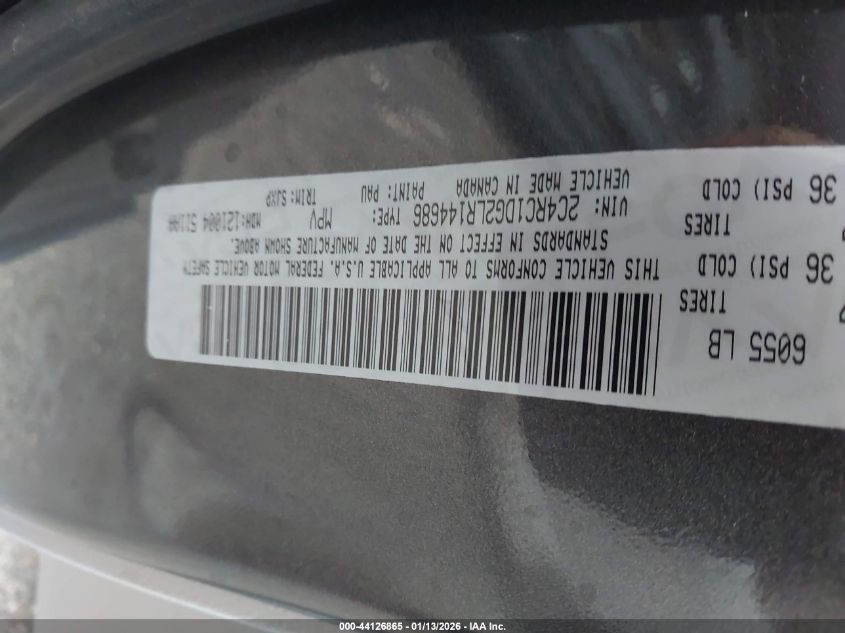 6055 LB
TIRES
36 PSI) COLD
TIRES
36 PSI) COLD
THIS VEHICLE CONFORMS TO ALL APPLICABLE U.S.A. FEDERAL MOTOR VEHICLE SAFETY
STANDARDS IN EFFECT ON THE DATE OF MANUFACTURE SHOWN ABOVE.
VIN: 2C4RC1DG2LR144686 TYPE: MPV MDH:121004 511AA
VEHICLE MADE IN CANADA PAINT: PAU TRIM: SJXP
000-44126865 - 01/13/2026 - IAA Inc.